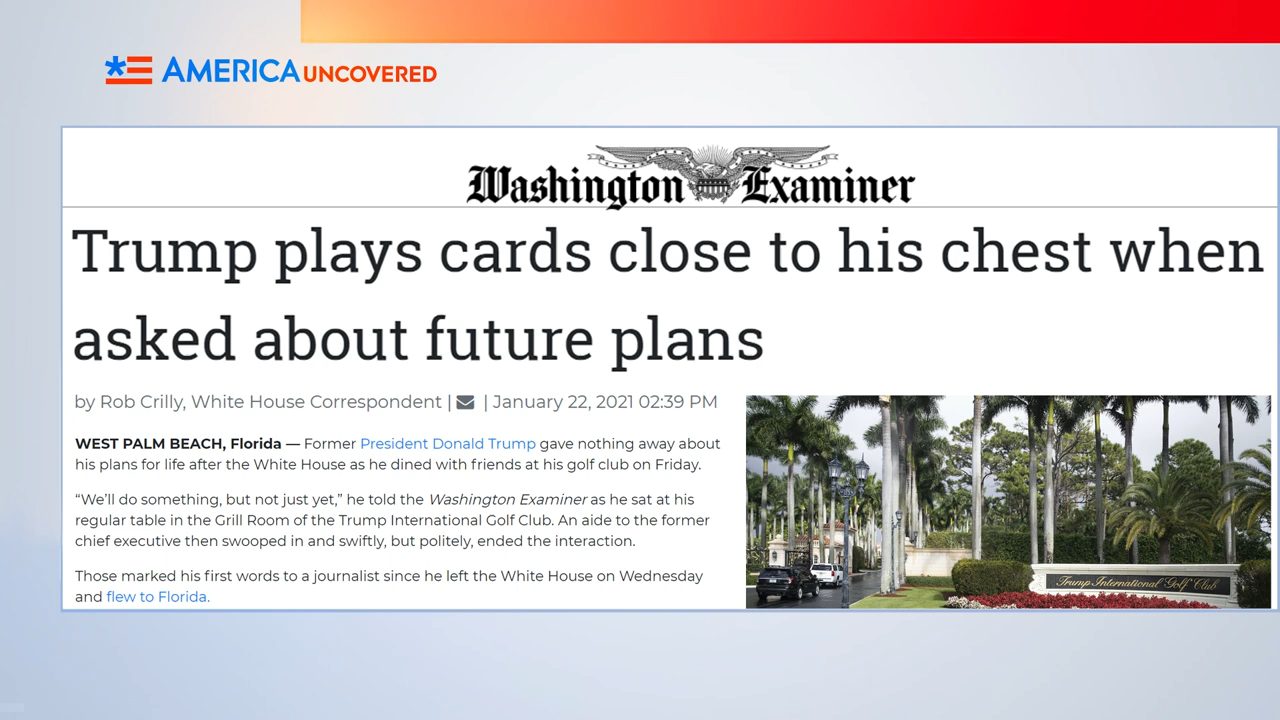 AMERICA UNCOVERED
Washington Examiner
Trump plays cards close to his chest when
asked about future plans
by Rob Crilly, White House Correspondent | | January 22, 2021 02:39 PM
WEST PALM BEACH, Florida — Former President Donald Trump gave nothing away about
his plans for life after the White House as he dined with friends at his golf club on Friday.
“We’ll do something, but not just yet,” he told the Washington Examiner as he sat at his
regular table in the Grill Room of the Trump International Golf Club. An aide to the former
chief executive then swooped in and swiftly, but politely, ended the interaction.
Those marked his first words to a journalist since he left the White House on Wednesday
and flew to Florida.
Trump International Golf Club